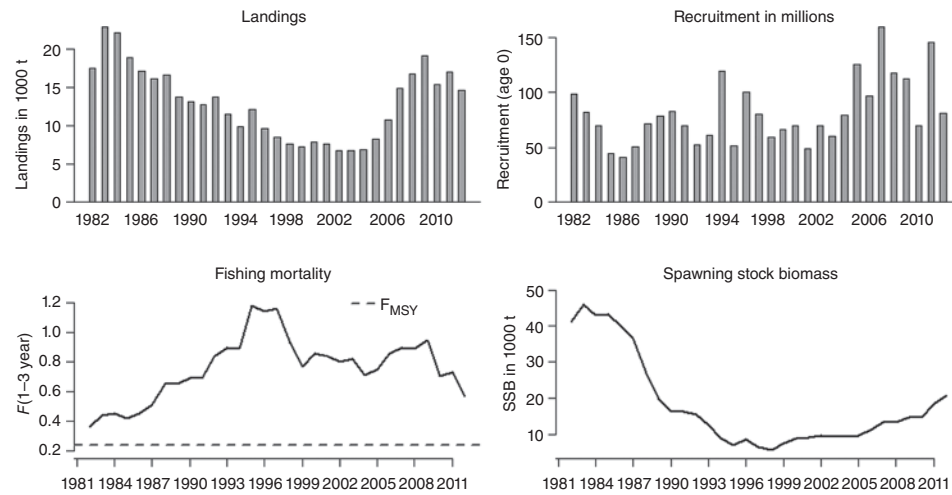 Landings
Landings in 1000 t
20
15
10
5
0
1982 1986 1990 1994 1998 2002 2006 2010
Recruitment in millions
Recruitment (age 0)
150
100
50
0
1982 1986 1990 1994 1998 2002 2006 2010
Fishing mortality
F(1–3 year)
1.2
1.0
0.8
0.6
0.4
0.2
FMSY
1981 1984 1987 1990 1993 1996 1999 2002 2005 2008 2011
Spawning stock biomass
SSB in 1000 t
50
40
30
20
10
1981 1984 1987 1990 1993 1996 1999 2002 2005 2008 2011